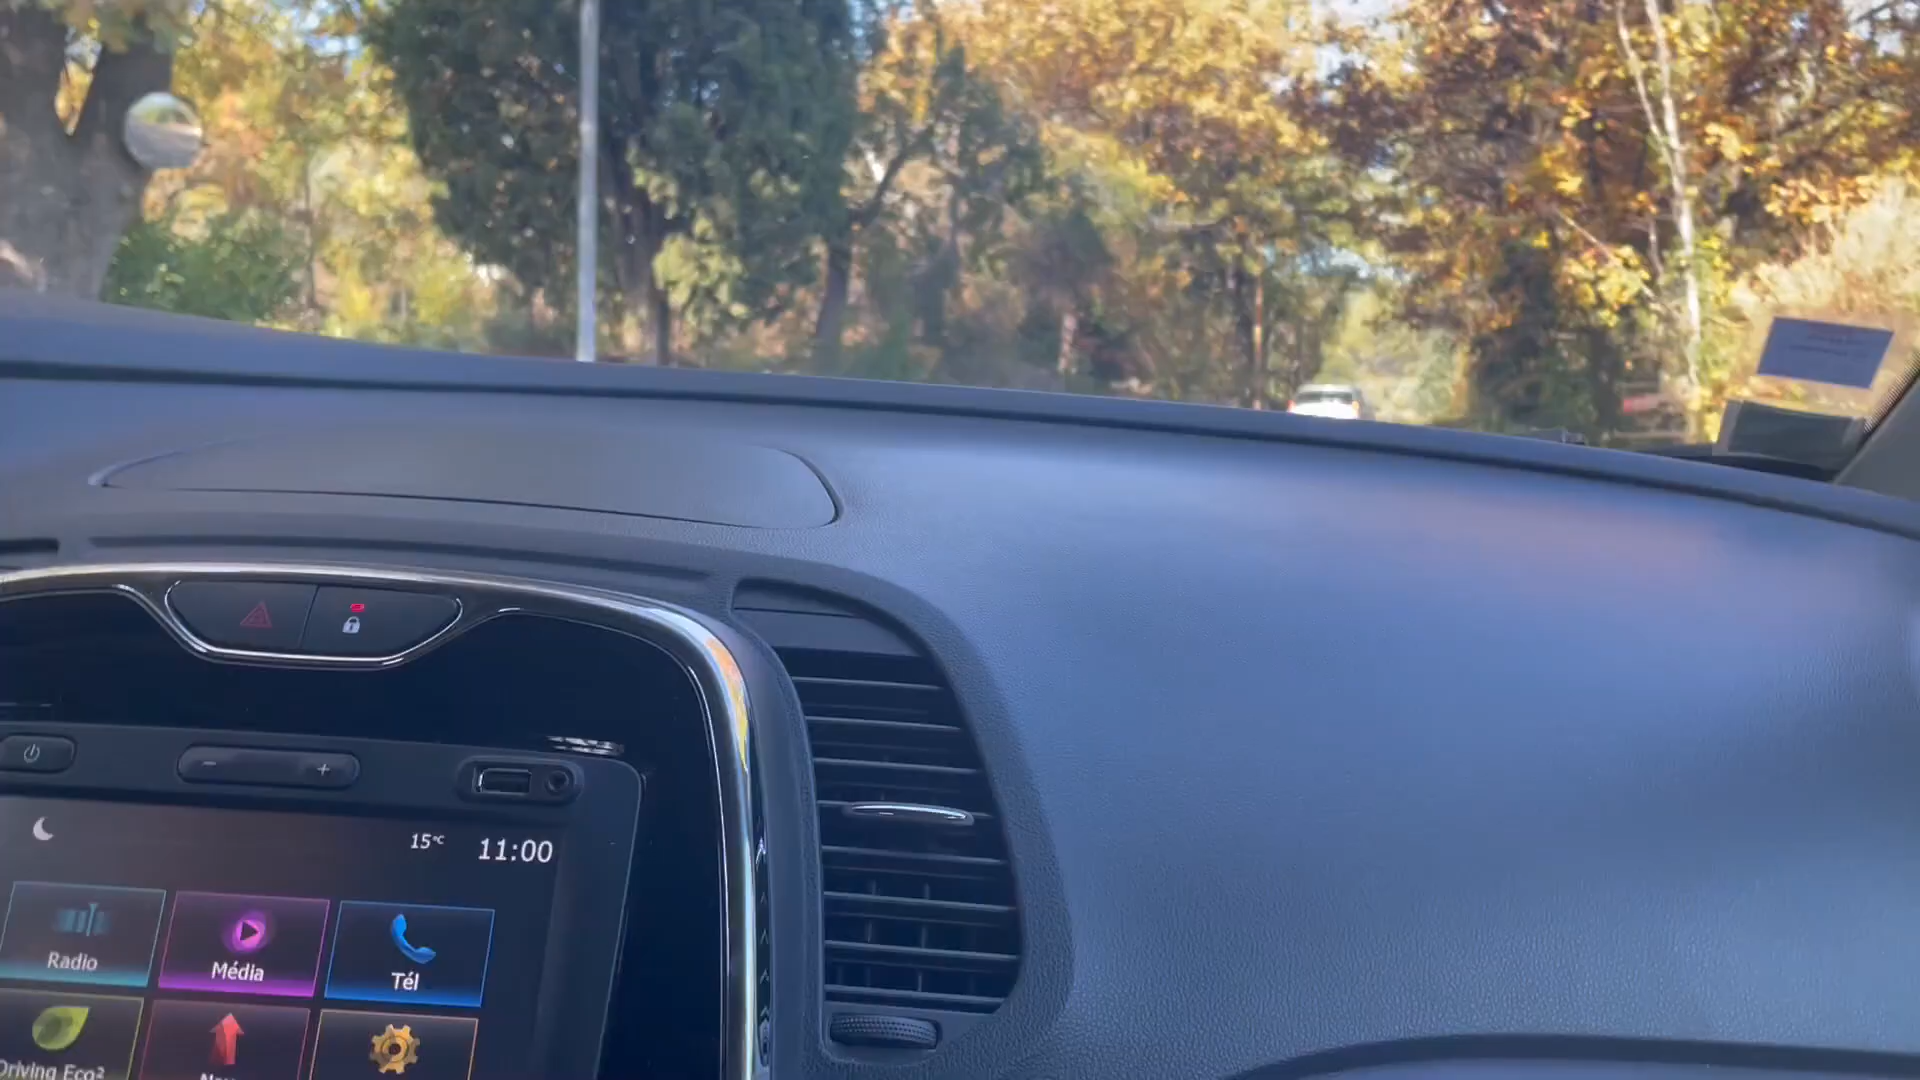 − +
15°C 11:00
Radio
Média
Tél
Driving Eco²